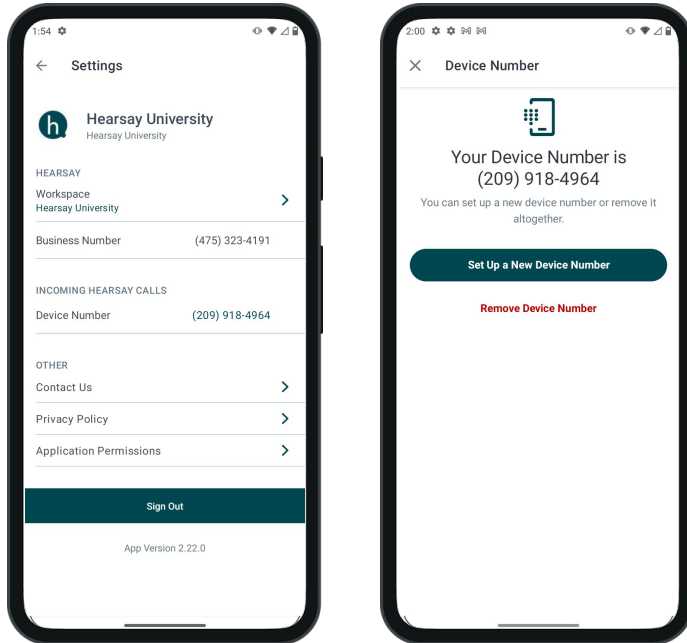 1:54
Settings
h
Hearsay University
Hearsay University
HEARSAY
Workspace
Hearsay University
Business Number (475) 323-4191
INCOMING HEARSAY CALLS
Device Number (209) 918-4964
OTHER
Contact Us
Privacy Policy
Application Permissions
Sign Out
App Version 2.22.0
2:00
Device Number
Your Device Number is
(209) 918-4964
You can set up a new device number or remove it
altogether.
Set Up a New Device Number
Remove Device Number